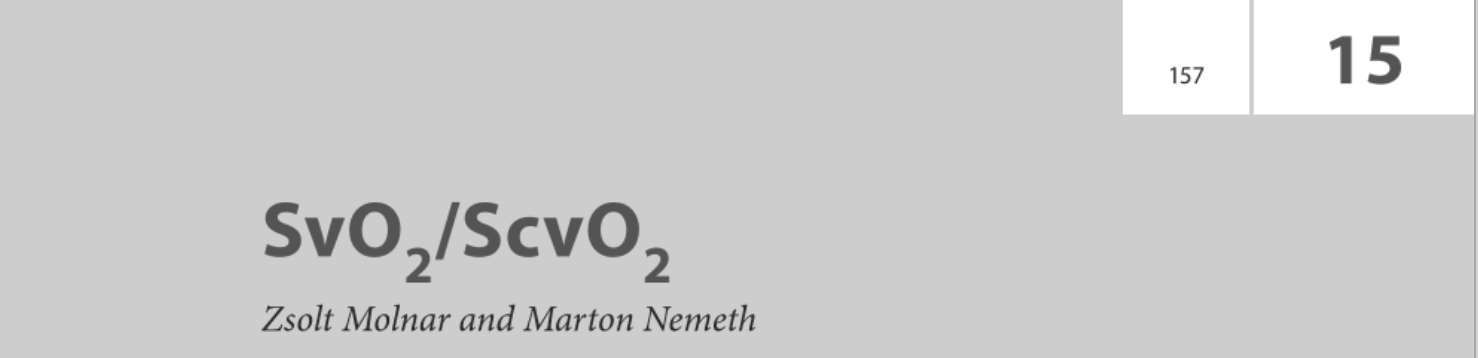 157
15
SvO₂/ScvO₂
Zsolt Molnar and Marton Nemeth